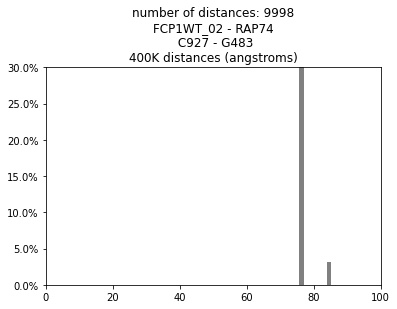 number of distances: 9998
FCP1WT_02 - RAP74
C927 - G483
400K distances (angstroms)
30.0%
25.0%
20.0%
15.0%
10.0%
5.0%
0.0%
0 20 40 60 80 100